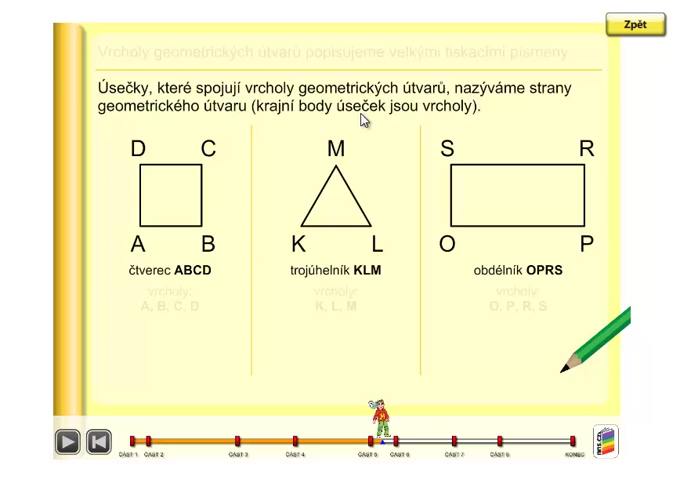 Zpět
Vrcholy geometrických útvarů popisujeme velkými tiskacími písmeny
Úsečky, které spojují vrcholy geometrických útvarů, nazýváme strany
geometrického útvaru (krajní body úseček jsou vrcholy).
D C M S R
A B K L O P
čtverec ABCD trojúhelník KLM obdélník OPRS
vrcholy: vrcholy: vrcholy:
A, B, C, D K, L, M O, P, R, S
ČÁST 1 ČÁST 2 ČÁST 3 ČÁST 4 ČÁST 5 ČÁST 6 ČÁST 7 ČÁST 8 KONEC